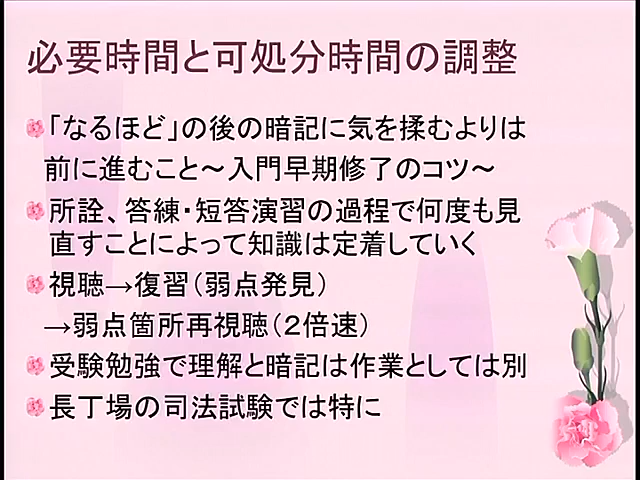 必要時間と可処分時間の調整
「なるほど」の後の暗記に気を揉むよりは
前に進むこと～入門早期修了のコツ～
所詮、答練・短答演習の過程で何度も見
直すことによって知識は定着していく
視聴→復習（弱点発見）
→弱点箇所再視聴（２倍速）
受験勉強で理解と暗記は作業としては別
長丁場の司法試験では特に